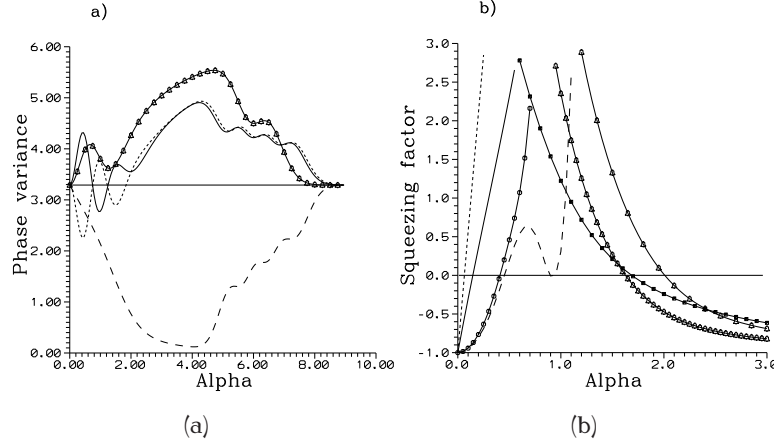 a)
6.00
5.00
4.00
3.00
2.00
1.00
0.00
Phase variance
0.00 2.00 4.00 6.00 8.00 10.00
Alpha
(a)
b)
3.0
2.5
2.0
1.5
1.0
0.5
0.0
-0.5
-1.0
Squeezing factor
0.0 1.0 2.0 3.0
Alpha
(b)